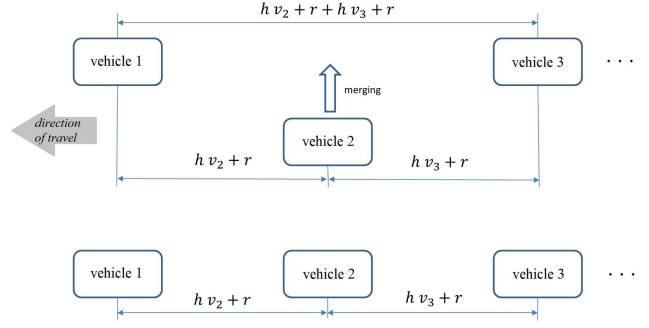 h v₂ + r + h v₃ + r
vehicle 1
vehicle 3
. . .
merging
direction
of travel
vehicle 2
h v₂ + r
h v₃ + r
vehicle 1
vehicle 2
vehicle 3
. . .
h v₂ + r
h v₃ + r